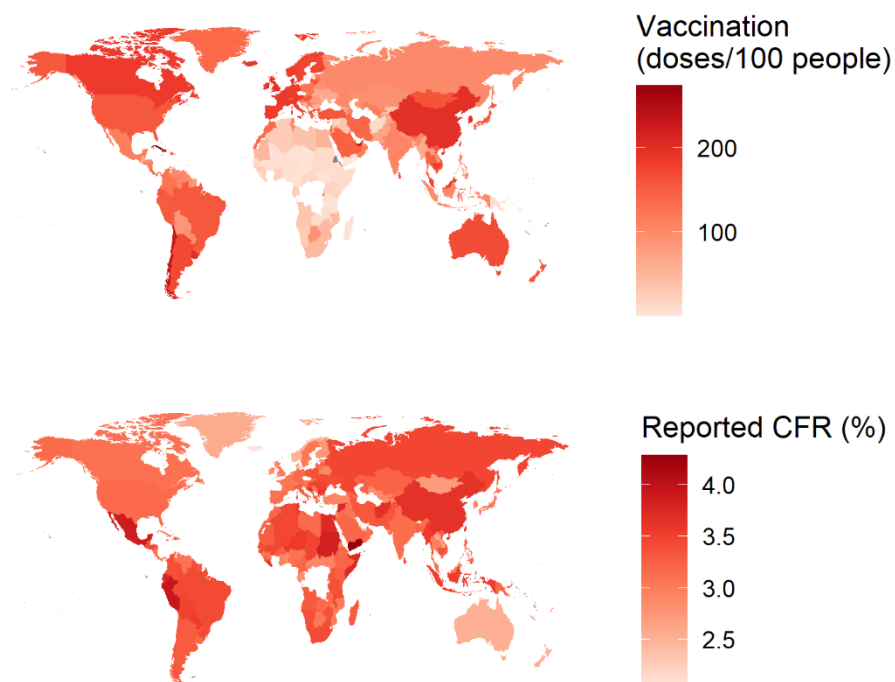 Vaccination
(doses/100 people)
200
100
Reported CFR (%)
4.0
3.5
3.0
2.5